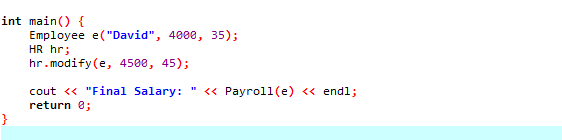 int main() {
    Employee e("David", 4000, 35);
    HR hr;
    hr.modify(e, 4500, 45);

    cout << "Final Salary: " << Payroll(e) << endl;
    return 0;
}